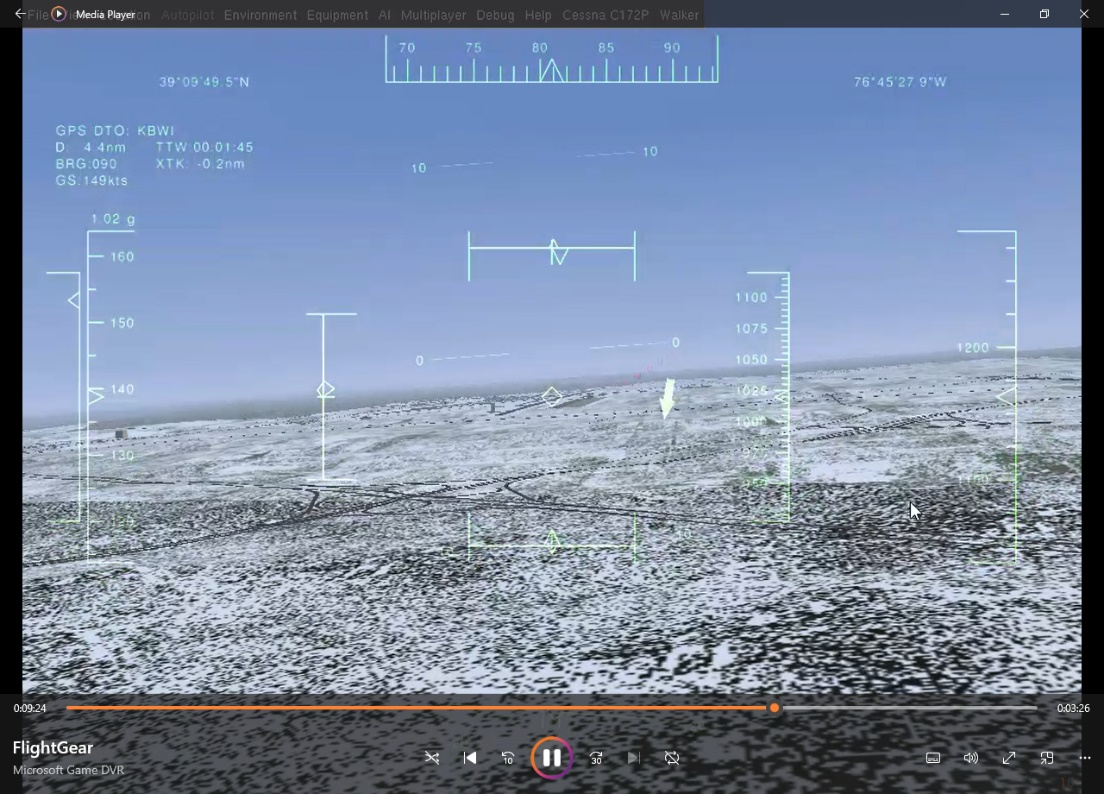 Media Player
File
Autopilot Environment Equipment AI Multiplayer Debug Help Cessna C172P Walker
70 75 80 85 90
39°09'49.5"N
76°45'27.9"W
GPS DTO: KBWI
D: 4.4nm TTW:00:01:45
BRG:090 XTK: -0.2nm
GS:149kts
10 10
1.02 g
160
150
140
130
0 0
1100
1075
1050
1025
1200
0:09:24
0:03:26
FlightGear
Microsoft Game DVR
10
30